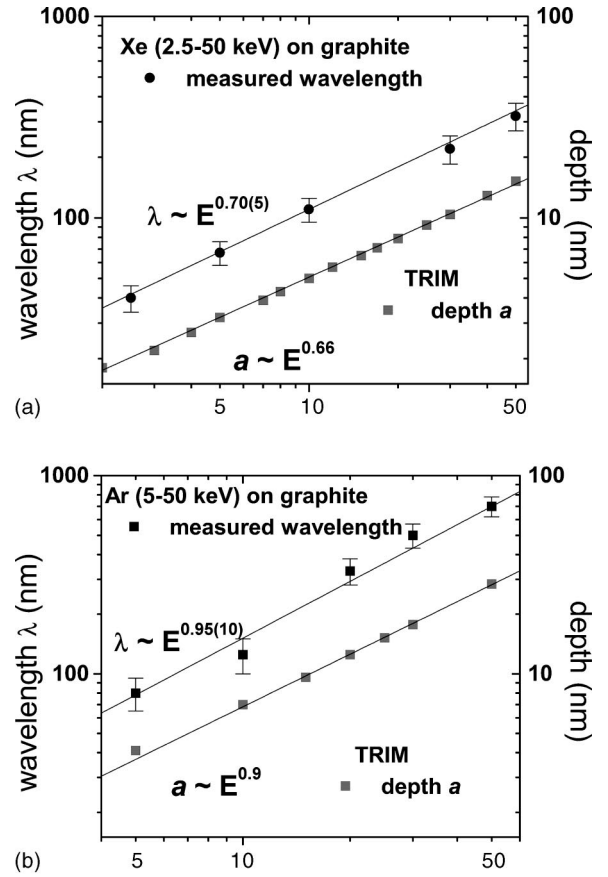 1000
100
Xe (2.5-50 keV) on graphite
measured wavelength
wavelength λ (nm)
depth (nm)
λ ~ E^0.70(5)
100
10
TRIM
depth a
a ~ E^0.66
(a)
5
10
50
1000
100
Ar (5-50 keV) on graphite
measured wavelength
wavelength λ (nm)
depth (nm)
λ ~ E^0.95(10)
100
10
TRIM
depth a
a ~ E^0.9
(b)
5
10
50